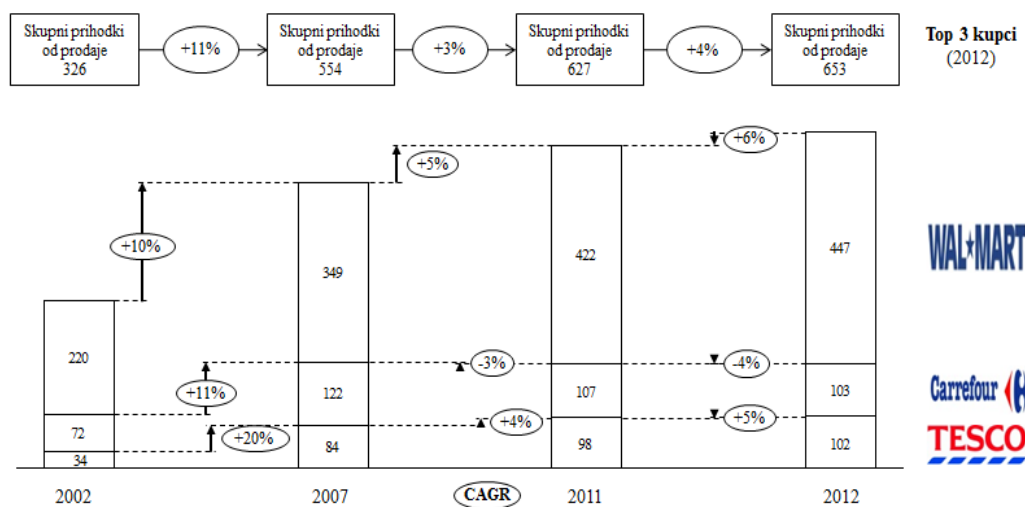 Skupni prihodki
od prodaje
326
+11%
Skupni prihodki
od prodaje
554
+3%
Skupni prihodki
od prodaje
627
+4%
Skupni prihodki
od prodaje
653
Top 3 kupci
(2012)
+10%
+5%
+6%
220
349
422
447
WAL★MART
+11%
-3%
-4%
72
122
107
103
Carrefour
+20%
+4%
+5%
34
84
98
102
TESCO
2002
2007
CAGR
2011
2012